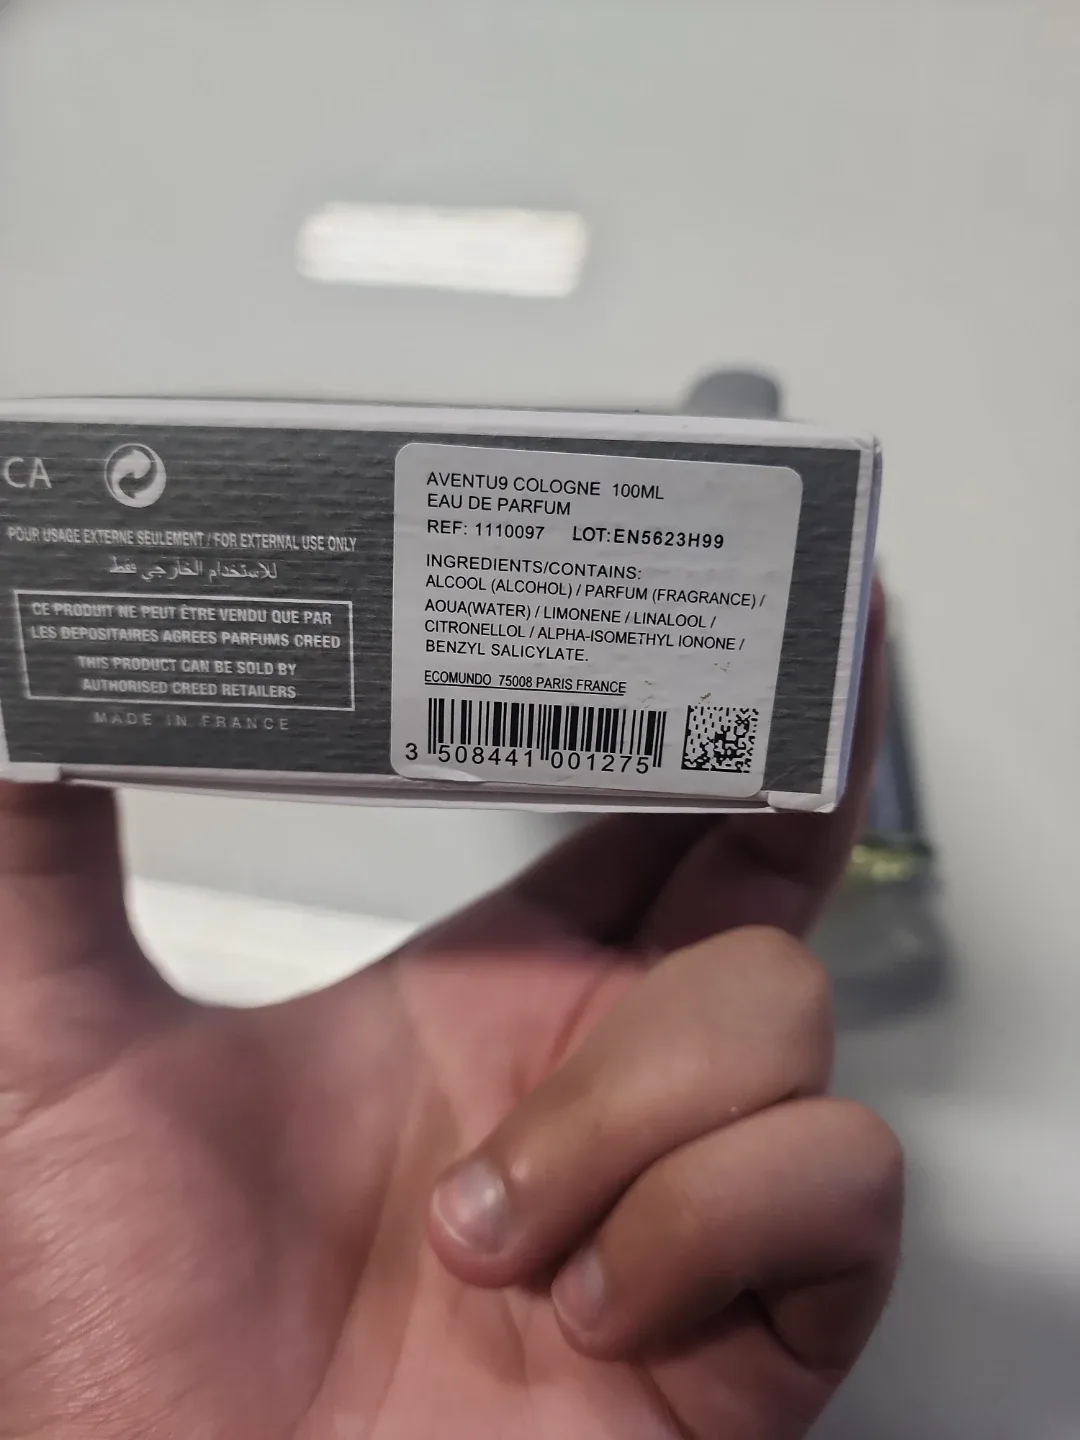 CA
POUR USAGE EXTERNE SEULEMENT / FOR EXTERNAL USE ONLY
للاستخدام الخارجي فقط
CE PRODUIT NE PEUT ÊTRE VENDU QUE PAR
LES DEPOSITAIRES AGREES PARFUMS CREED
THIS PRODUCT CAN BE SOLD BY
AUTHORISED CREED RETAILERS
MADE IN FRANCE
AVENTU9 COLOGNE 100ML
EAU DE PARFUM
REF: 1110097 LOT:EN5623H99
INGREDIENTS/CONTAINS:
ALCOOL (ALCOHOL) / PARFUM (FRAGRANCE) /
AOUA(WATER) / LIMONENE / LINALOOL /
CITRONELLOL / ALPHA-ISOMETHYL IONONE /
BENZYL SALICYLATE.
ECOMUNDO 75008 PARIS FRANCE
3 508441 001275